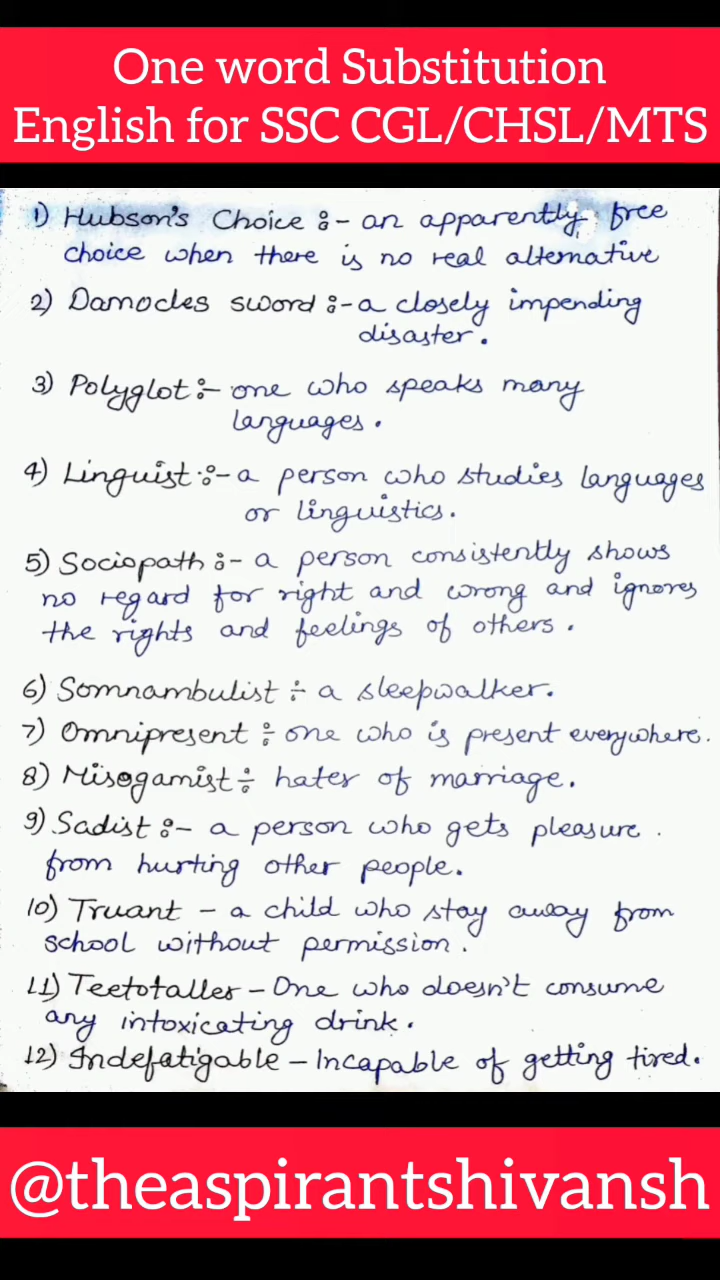 One word Substitution
English for SSC CGL/CHSL/MTS
1) Hubson's Choice :- an apparently free
choice when there is no real alternative
2) Damocles sword :- a closely impending
disaster.
3) Polyglot :- one who speaks many
languages.
4) Linguist :- a person who studies languages
or linguistics.
5) Sociopath :- a person consistently shows
no regard for right and wrong and ignores
the rights and feelings of others.
6) Somnambulist ÷ a sleepwalker.
7) Omnipresent ÷ one who is present everywhere.
8) Misogamist ÷ hater of marriage.
9) Sadist :- a person who gets pleasure.
from hurting other people.
10) Truant - a child who stay away from
school without permission.
11) Teetotaller - One who doesn't consume
any intoxicating drink.
12) Indefatigable - Incapable of getting tired.
@theaspirantshivansh